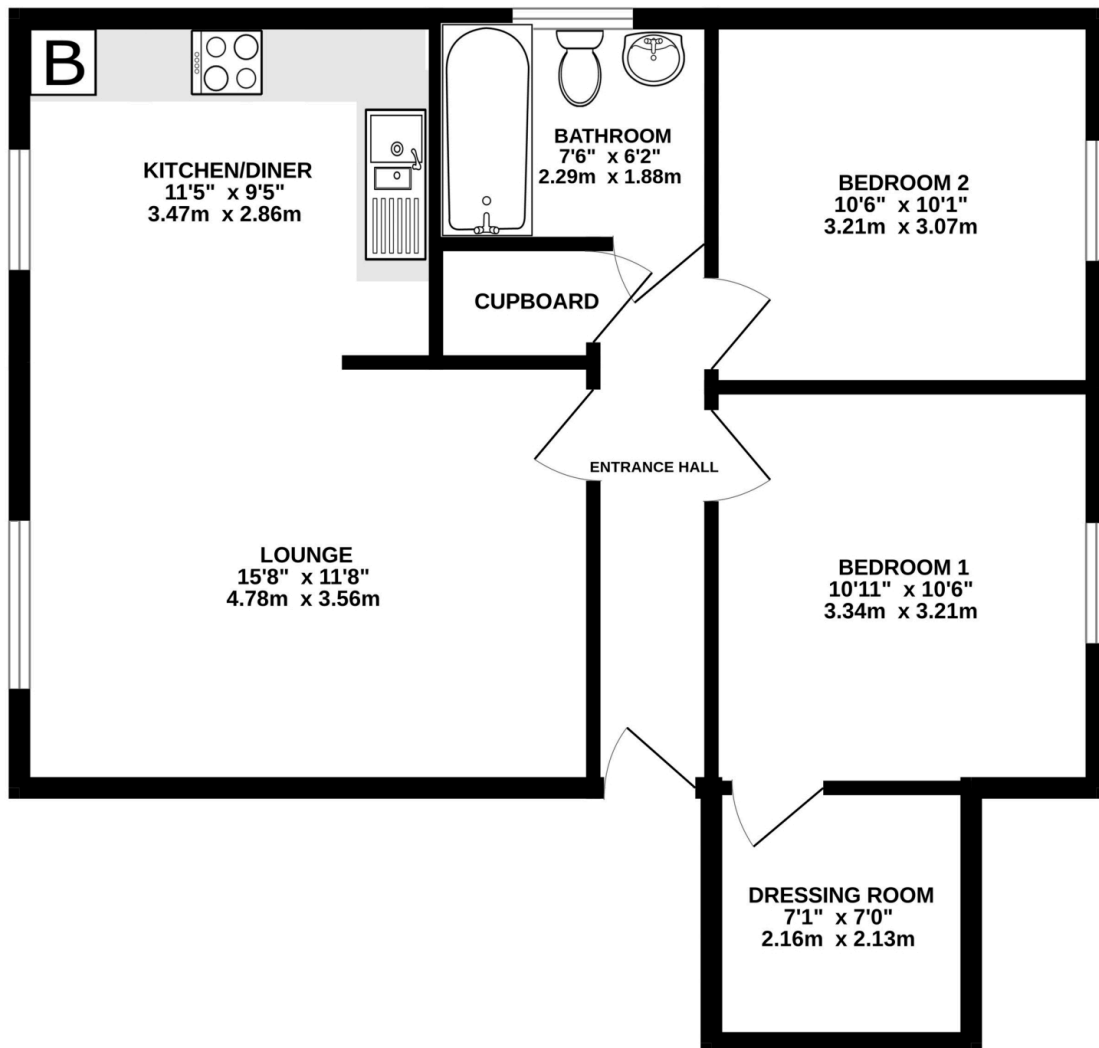 B
KITCHEN/DINER
11'5" x 9'5"
3.47m x 2.86m
BATHROOM
7'6" x 6'2"
2.29m x 1.88m
BEDROOM 2
10'6" x 10'1"
3.21m x 3.07m
CUPBOARD
ENTRANCE HALL
LOUNGE
15'8" x 11'8"
4.78m x 3.56m
BEDROOM 1
10'11" x 10'6"
3.34m x 3.21m
DRESSING ROOM
7'1" x 7'0"
2.16m x 2.13m